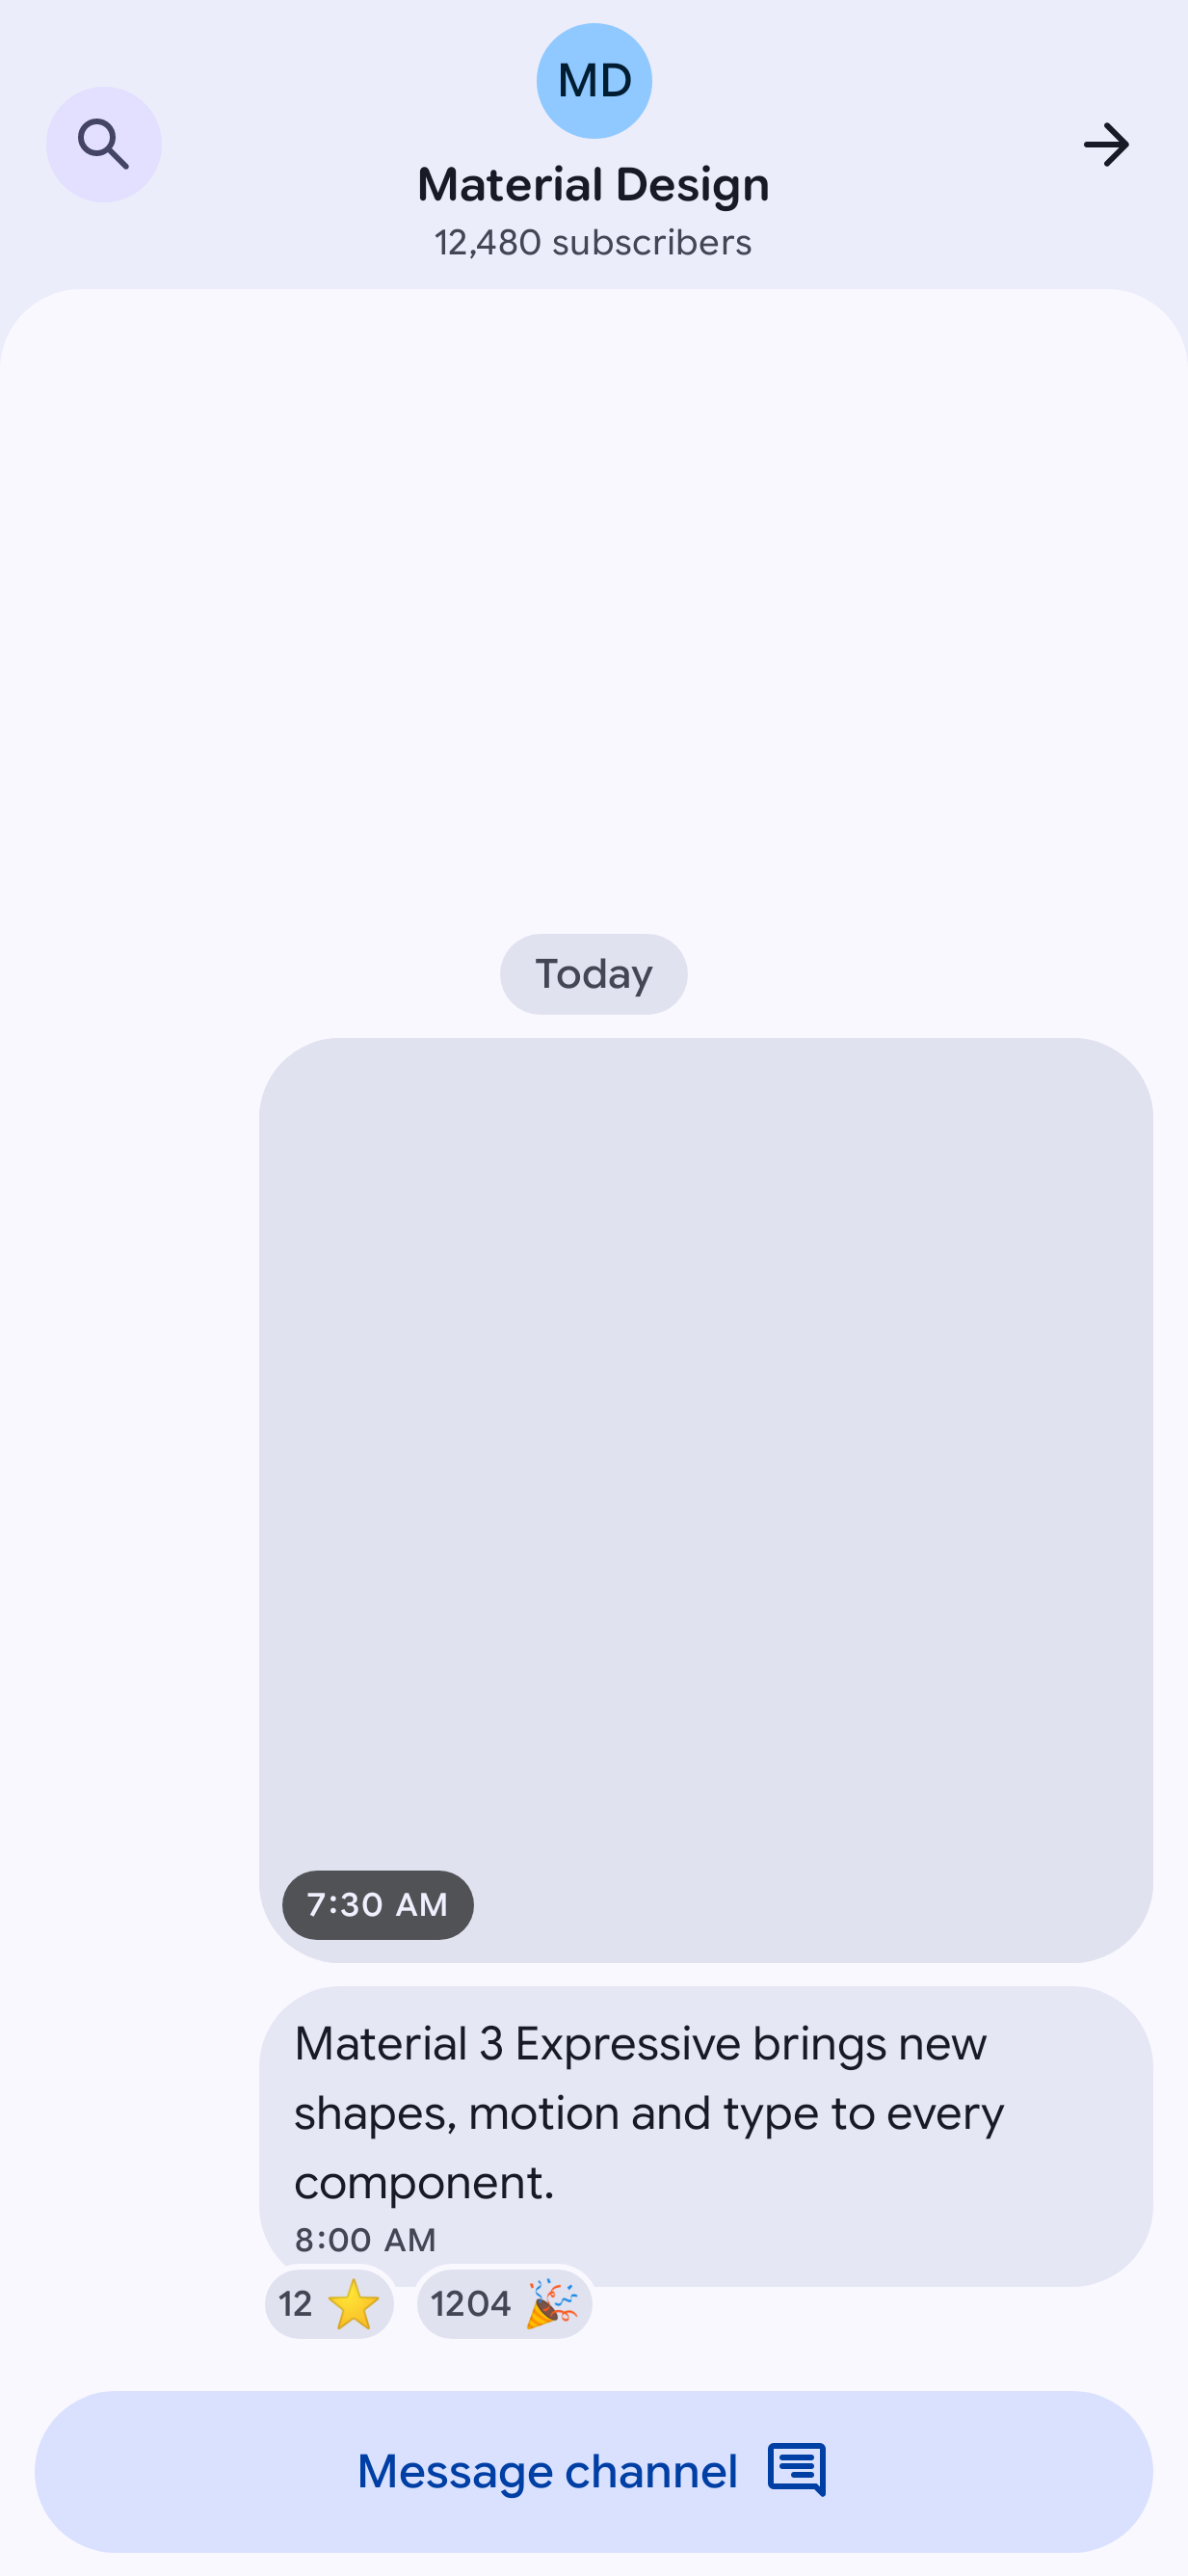 MD
Material Design
12,480 subscribers
Today
7:30 AM
Material 3 Expressive brings new
shapes, motion and type to every
component.
8:00 AM
12 ⭐ 1204 🎉
Message channel